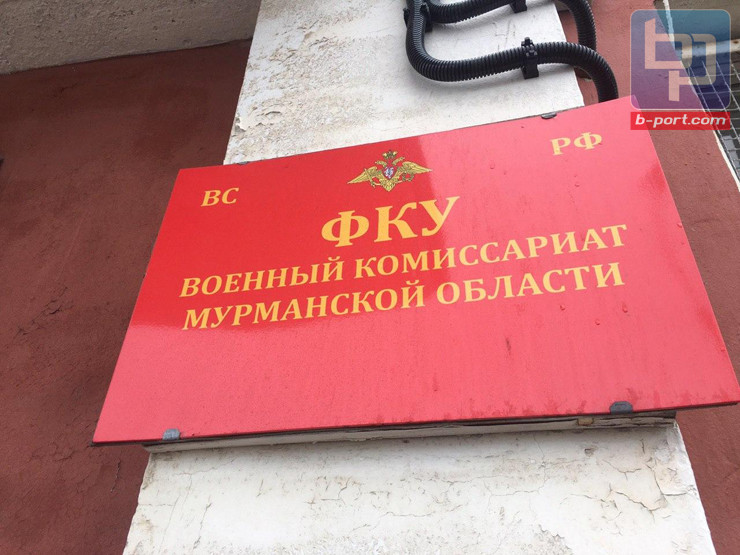 b-port.com
ВС РФ
ФКУ
ВОЕННЫЙ КОМИССАРИАТ
МУРМАНСКОЙ ОБЛАСТИ